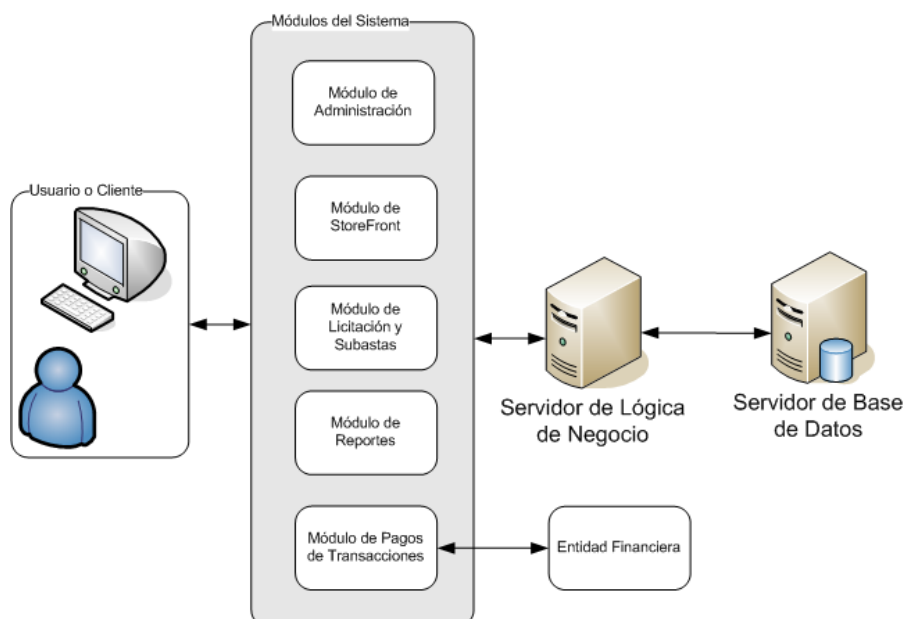 Módulos del Sistema
Módulo de
Administración
Usuario o Cliente
Módulo de
StoreFront
Módulo de
Licitación y
Subastas
Servidor de Lógica
de Negocio
Servidor de Base
de Datos
Módulo de
Reportes
Módulo de Pagos
de Transacciones
Entidad Financiera